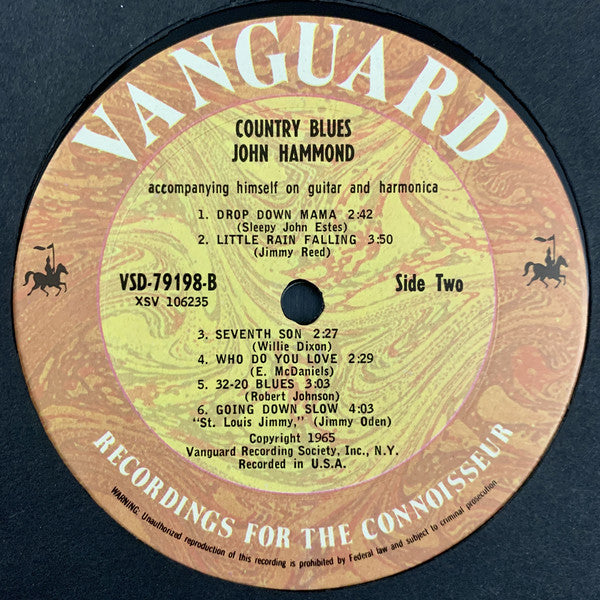 VANGUARD
COUNTRY BLUES
JOHN HAMMOND
accompanying himself on guitar and harmonica
1. DROP DOWN MAMA 2:42
(Sleepy John Estes)
2. LITTLE RAIN FALLING 3:50
(Jimmy Reed)
VSD-79198-B Side Two
XSV 106235
3. SEVENTH SON 2:27
(Willie Dixon)
4. WHO DO YOU LOVE 2:29
(E. McDaniels)
5. 32-20 BLUES 3:03
(Robert Johnson)
6. GOING DOWN SLOW 4:03
"St. Louis Jimmy," (Jimmy Oden)
Copyright 1965
Vanguard Recording Society, Inc., N.Y.
Recorded in U.S.A.
RECORDINGS FOR THE CONNOISSEUR
WARNING: Unauthorized reproduction of this recording is prohibited by Federal law and subject to criminal prosecution